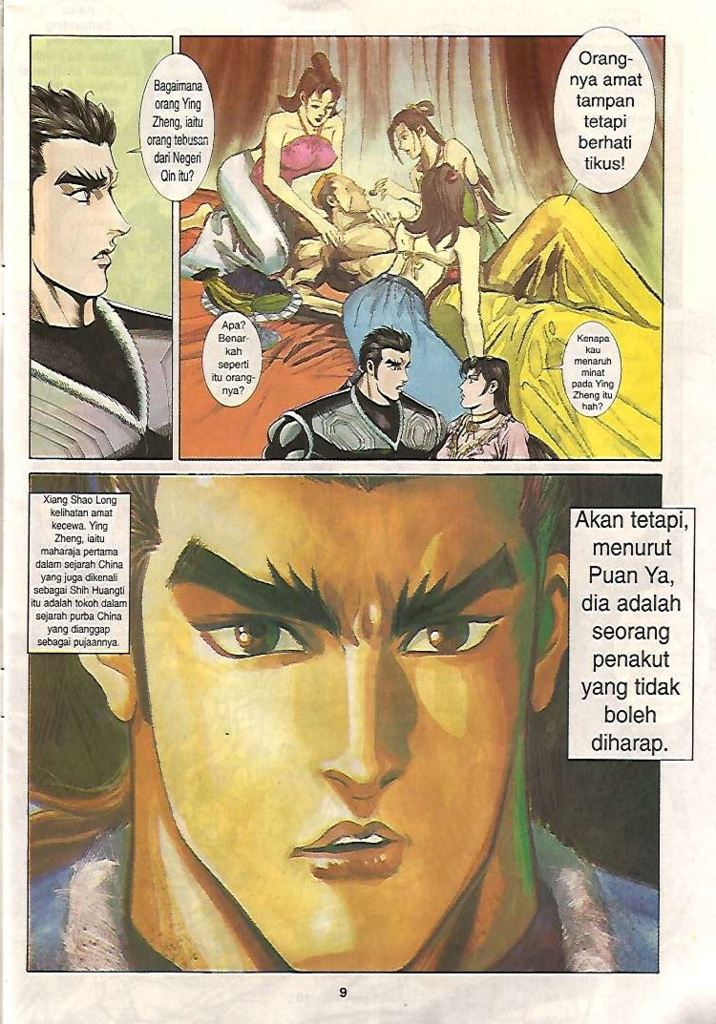 Bagaimana
orang Ying
Zheng, iaitu
orang tebusan
dari Negeri
Qin itu?
Orang-
nya amat
tampan
tetapi
berhati
tikus!
Apa?
Benar-
kah
seperti
itu orang-
nya?
Kenapa
kau
menaruh
minat
pada Ying
Zheng itu
hah?
Xiang Shao Long
kelihatan amat
kecewa. Ying
Zheng, iaitu
maharaja pertama
dalam sejarah China
yang juga dikenali
sebagai Shih Huangti
itu adalah tokoh dalam
sejarah purba China
yang dianggap
sebagai pujaannya.
Akan tetapi,
menurut
Puan Ya,
dia adalah
seorang
penakut
yang tidak
boleh
diharap.
9